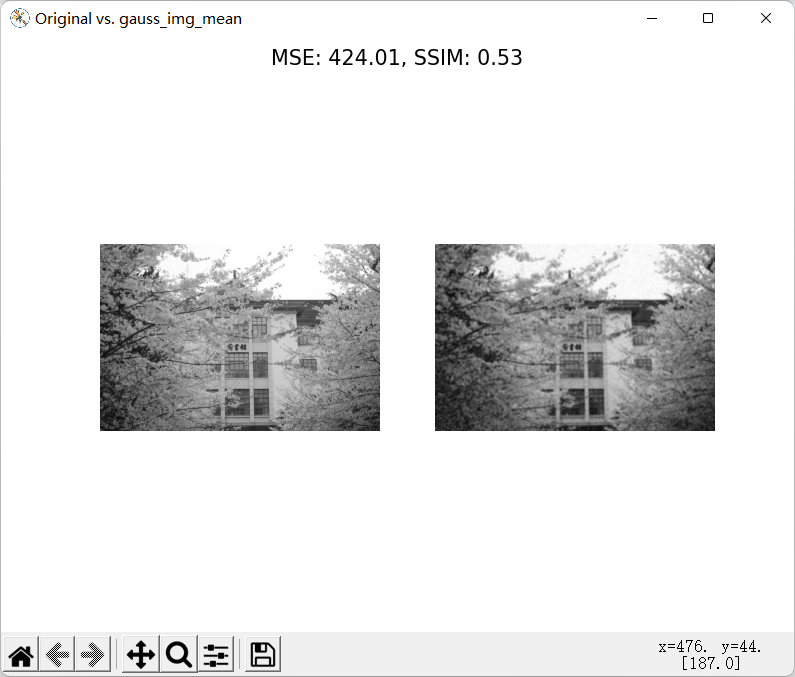 Original vs. gauss_img_mean
MSE: 424.01, SSIM: 0.53
x=476. y=44.
[187.0]